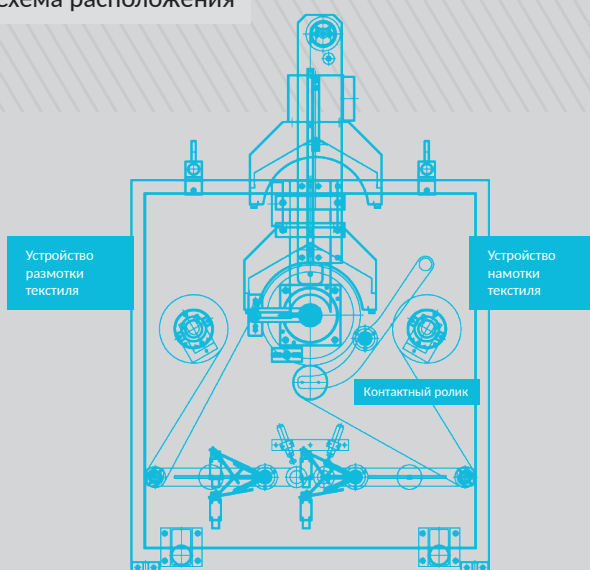 Схема расположения
Устройство
размотки
текстиля
Устройство
намотки
текстиля
Контактный ролик